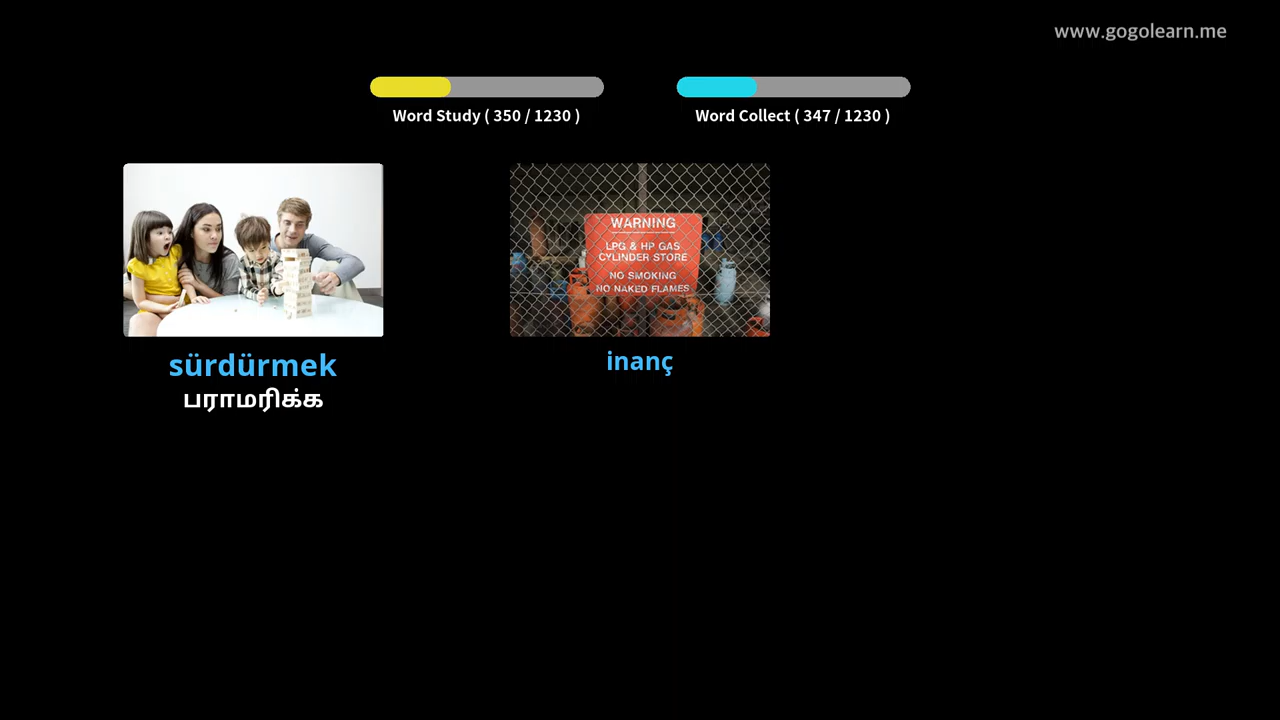 www.gogolearn.me
Word Study ( 350 / 1230 )
Word Collect ( 347 / 1230 )
WARNING
LPG & HP GAS
CYLINDER STORE
NO SMOKING
NO NAKED FLAMES
sürdürmek
பராமரிக்க
inanç